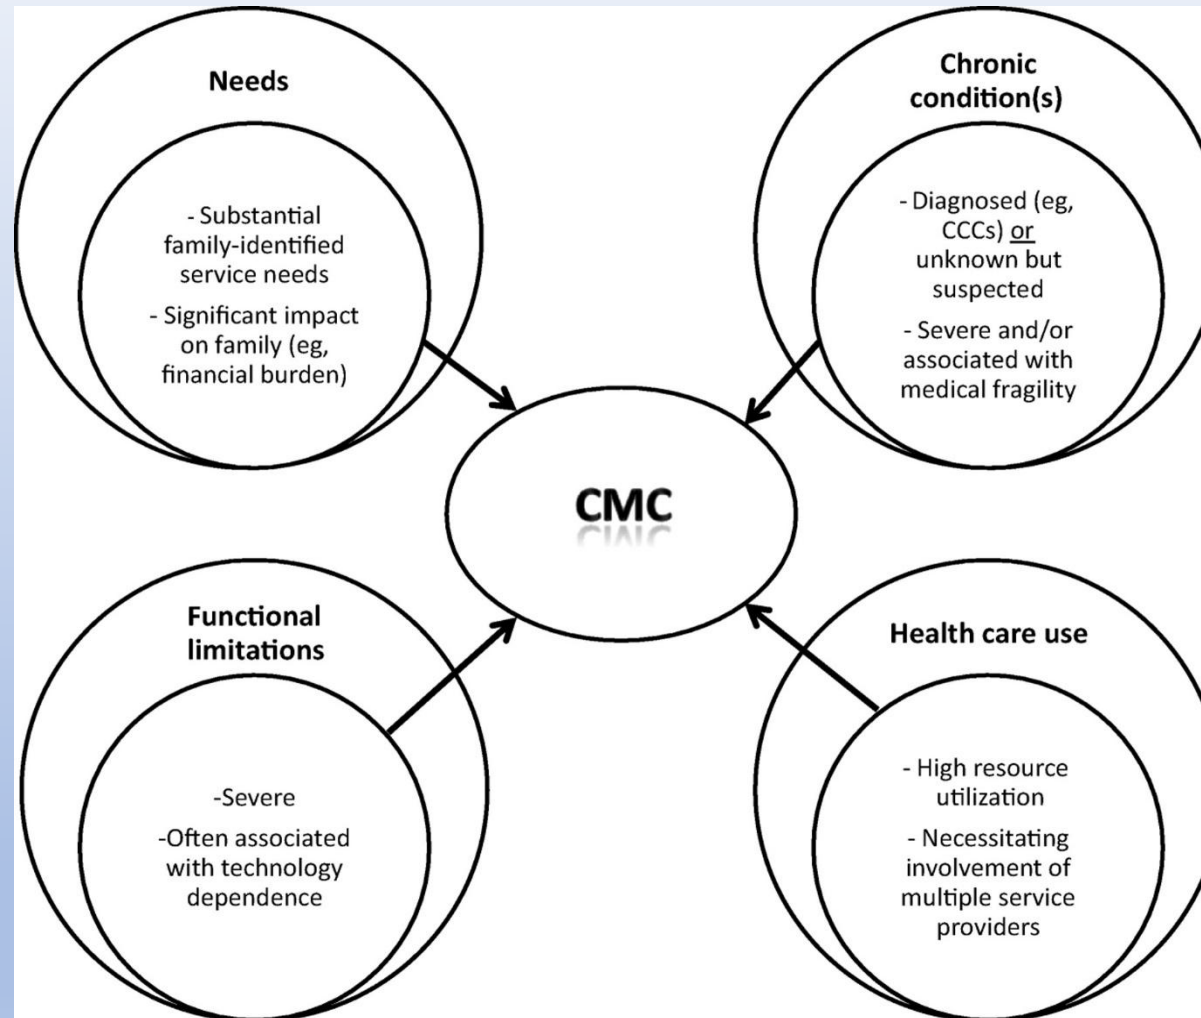 Needs
- Substantial
family-identified
service needs
- Significant impact
on family (eg,
financial burden)
Chronic
condition(s)
- Diagnosed (eg,
CCCs) or
unknown but
suspected
- Severe and/or
associated with
medical fragility
CMC
Functional
limitations
-Severe
-Often associated
with technology
dependence
Health care use
- High resource
utilization
- Necessitating
involvement of
multiple service
providers